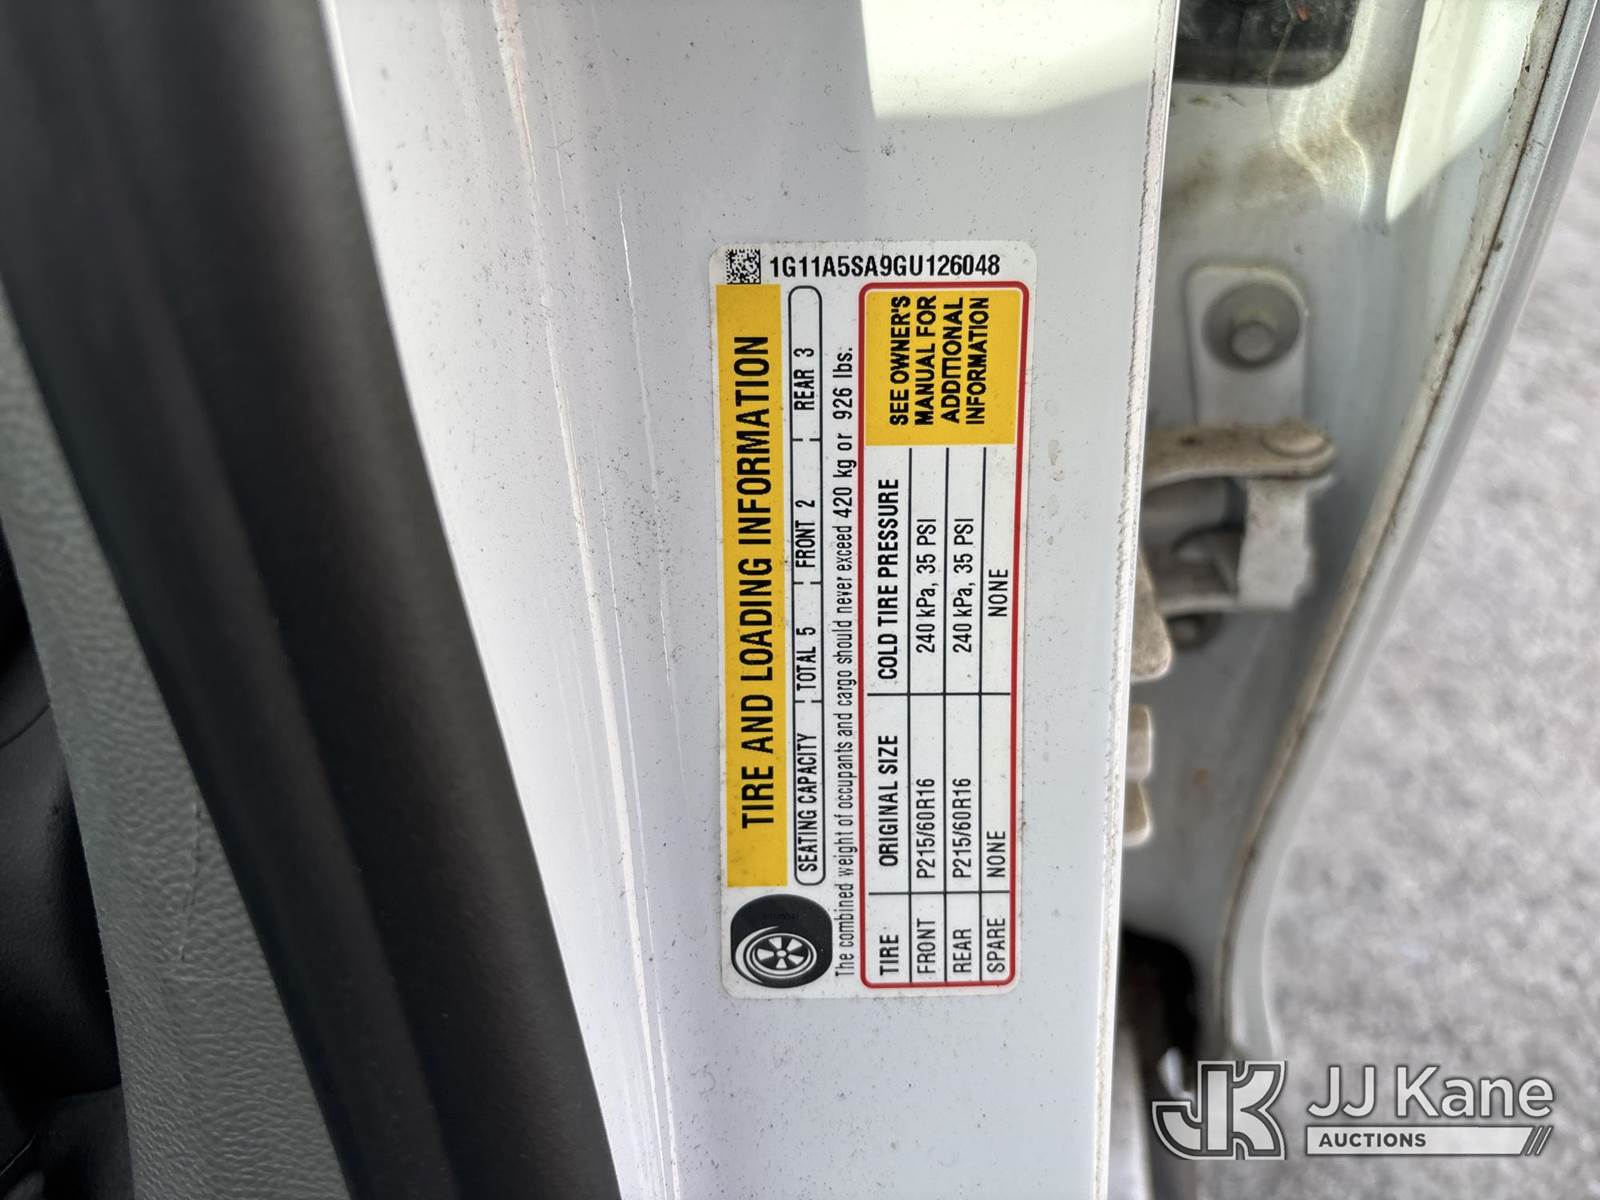 1G11A5SA9GU126048
TIRE AND LOADING INFORMATION
SEATING CAPACITY TOTAL 5 FRONT 2 REAR 3
The combined weight of occupants and cargo should never exceed 420 kg or 926 lbs.
TIRE ORIGINAL SIZE COLD TIRE PRESSURE
FRONT P215/60R16 240 kPa, 35 PSI
REAR P215/60R16 240 kPa, 35 PSI
SPARE NONE NONE
SEE OWNER'S
MANUAL FOR
ADDITIONAL
INFORMATION
JK JJ Kane
AUCTIONS